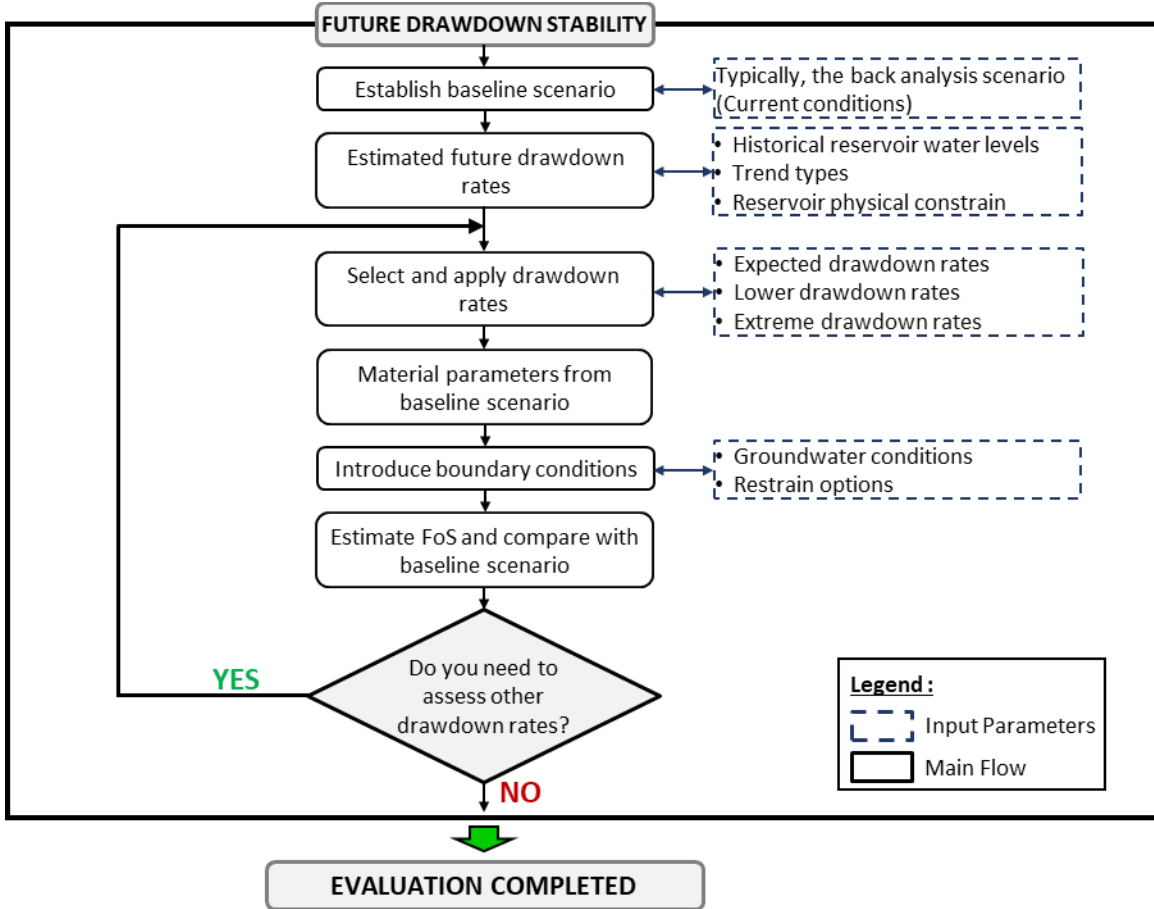 FUTURE DRAWDOWN STABILITY
Establish baseline scenario
Typically, the back analysis scenario
(Current conditions)
Estimated future drawdown
rates
• Historical reservoir water levels
• Trend types
• Reservoir physical constrain
Select and apply drawdown
rates
• Expected drawdown rates
• Lower drawdown rates
• Extreme drawdown rates
Material parameters from
baseline scenario
Introduce boundary conditions
• Groundwater conditions
• Restrain options
Estimate FoS and compare with
baseline scenario
Do you need to
assess other
drawdown rates?
YES
NO
Legend :
Input Parameters
Main Flow
EVALUATION COMPLETED